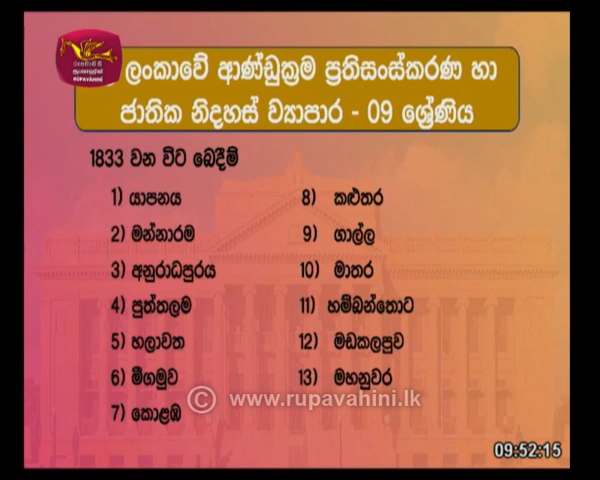 රූපවාහිනී
RUPAVAHINI
ලංකාවේ ආණ්ඩුක්‍රම ප්‍රතිසංස්කරණ හා
ජාතික නිදහස් ව්‍යාපාර - 09 ශ්‍රේණිය
1833 වන විට බෙදීම්
1) යාපනය
2) මන්නාරම
3) අනුරාධපුරය
4) පුත්තලම
5) හලාවත
6) මීගමුව
7) කොළඹ
8) කළුතර
9) ගාල්ල
10) මාතර
11) හම්බන්තොට
12) මඩකලපුව
13) මහනුවර
© www.rupavahini.lk
09:52:15